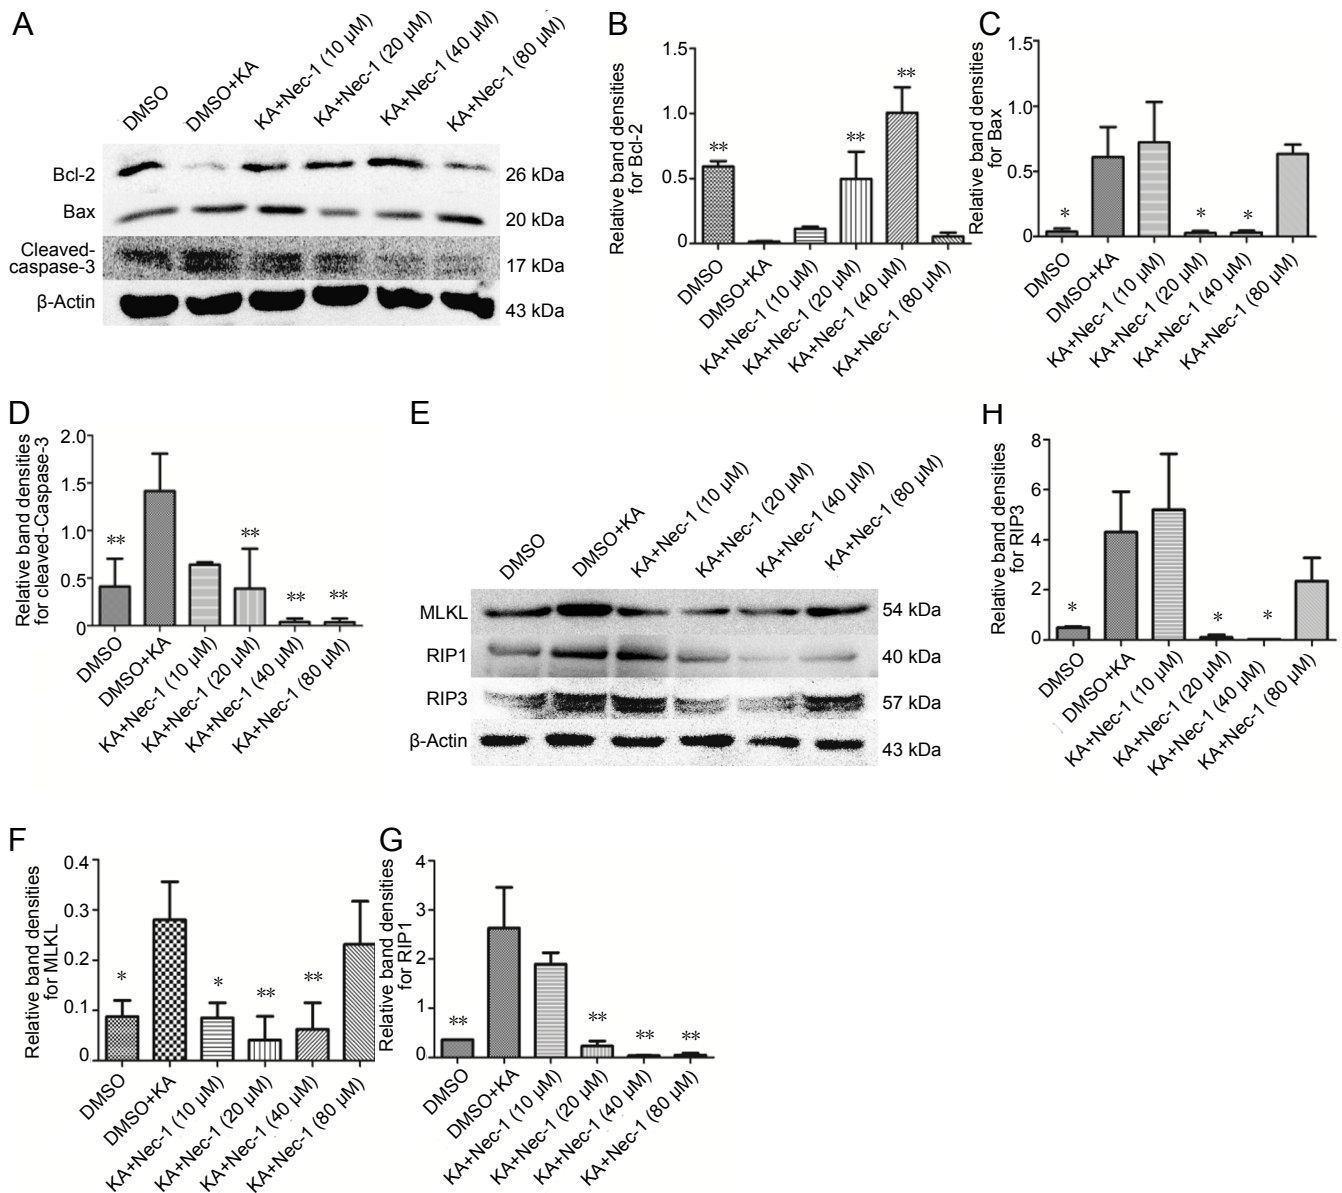 A
DMSO
DMSO+KA
KA+Nec-1 (10 μM)
KA+Nec-1 (20 μM)
KA+Nec-1 (40 μM)
KA+Nec-1 (80 μM)
Bcl-2
26 kDa
Bax
20 kDa
Cleaved-
caspase-3
17 kDa
β-Actin
43 kDa
B
Relative band densities
for Bcl-2
1.5
1.0
0.5
0
**
**
**
DMSO
DMSO+KA
KA+Nec-1 (10 μM)
KA+Nec-1 (20 μM)
KA+Nec-1 (40 μM)
KA+Nec-1 (80 μM)
C
Relative band densities
for Bax
1.5
1.0
0.5
0
*
*
*
DMSO
DMSO+KA
KA+Nec-1 (10 μM)
KA+Nec-1 (20 μM)
KA+Nec-1 (40 μM)
KA+Nec-1 (80 μM)
D
Relative band densities
for cleaved-Caspase-3
2.0
1.5
1.0
0.5
0
**
**
**
**
DMSO
DMSO+KA
KA+Nec-1 (10 μM)
KA+Nec-1 (20 μM)
KA+Nec-1 (40 μM)
KA+Nec-1 (80 μM)
E
DMSO
DMSO+KA
KA+Nec-1 (10 μM)
KA+Nec-1 (20 μM)
KA+Nec-1 (40 μM)
KA+Nec-1 (80 μM)
MLKL
54 kDa
RIP1
40 kDa
RIP3
57 kDa
β-Actin
43 kDa
H
Relative band densities
for RIP3
8
6
4
2
0
*
*
*
DMSO
DMSO+KA
KA+Nec-1 (10 μM)
KA+Nec-1 (20 μM)
KA+Nec-1 (40 μM)
KA+Nec-1 (80 μM)
F
Relative band densities
for MLKL
0.4
0.3
0.2
0.1
0
*
*
**
**
DMSO
DMSO+KA
KA+Nec-1 (10 μM)
KA+Nec-1 (20 μM)
KA+Nec-1 (40 μM)
KA+Nec-1 (80 μM)
G
Relative band densities
for RIP1
4
3
2
1
0
**
**
**
**
DMSO
DMSO+KA
KA+Nec-1 (10 μM)
KA+Nec-1 (20 μM)
KA+Nec-1 (40 μM)
KA+Nec-1 (80 μM)